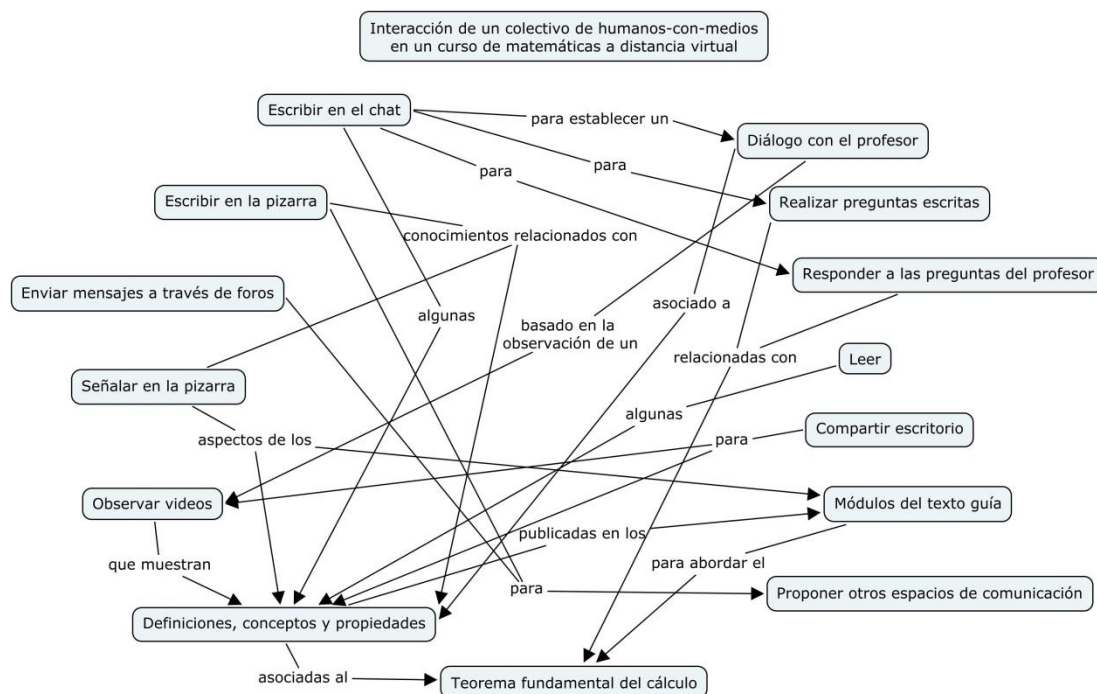 Interacción de un colectivo de humanos-con-medios
en un curso de matemáticas a distancia virtual
Escribir en el chat
para establecer un
Diálogo con el profesor
para
para
Escribir en la pizarra
Realizar preguntas escritas
conocimientos relacionados con
Responder a las preguntas del profesor
Enviar mensajes a través de foros
algunas
asociado a
basado en la
observación de un
relacionadas con
Leer
Señalar en la pizarra
algunas
aspectos de los
para
Compartir escritorio
Observar videos
Módulos del texto guía
publicadas en los
que muestran
para abordar el
para
Proponer otros espacios de comunicación
Definiciones, conceptos y propiedades
asociadas al
Teorema fundamental del cálculo